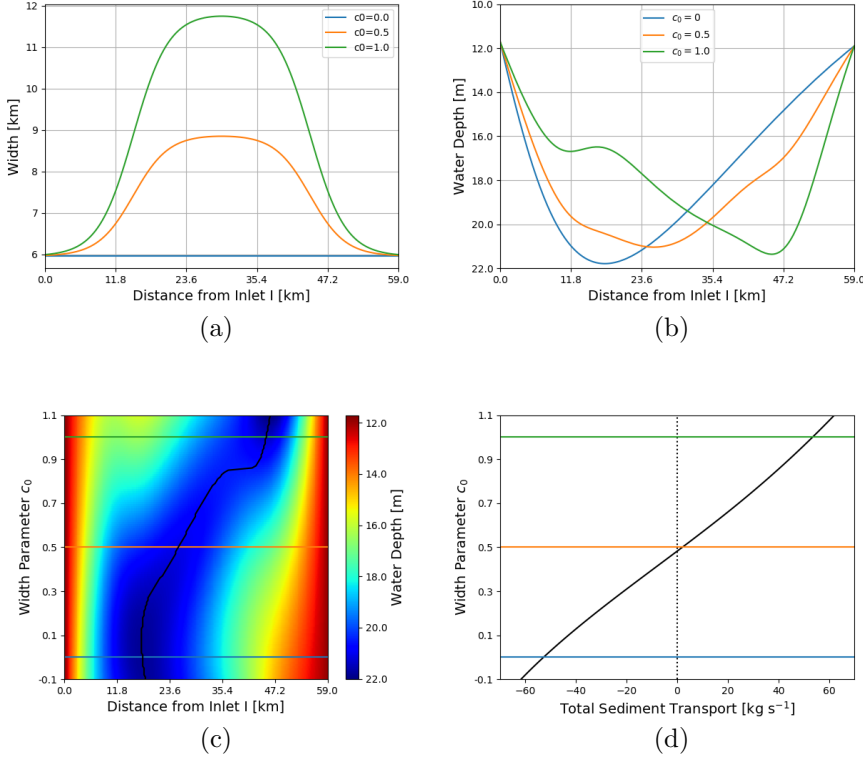 12
11
10
9
8
7
6
Width [km]
c0=0.0
c0=0.5
c0=1.0
0.0 11.8 23.6 35.4 47.2 59.0
Distance from Inlet I [km]
(a)
10.0
12.0
14.0
16.0
18.0
20.0
22.0
Water Depth [m]
c₀ = 0
c₀ = 0.5
c₀ = 1.0
0.0 11.8 23.6 35.4 47.2 59.0
Distance from Inlet I [km]
(b)
1.1
0.9
0.7
0.5
0.3
0.1
-0.1
Width Parameter c₀
0.0 11.8 23.6 35.4 47.2 59.0
Distance from Inlet I [km]
12.0
14.0
16.0
18.0
20.0
22.0
Water Depth [m]
(c)
1.1
0.9
0.7
0.5
0.3
0.1
-0.1
Width Parameter c₀
−60 −40 −20 0 20 40 60
Total Sediment Transport [kg s⁻¹]
(d)